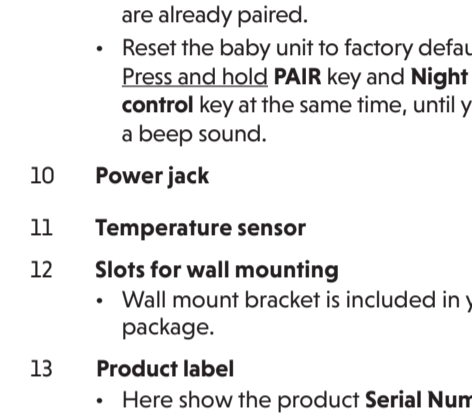 are already paired.
• Reset the baby unit to factory
Press and hold PAIR key and Night
control key at the same time, until
a beep sound.
10 Power jack
11 Temperature sensor
12 Slots for wall mounting
• Wall mount bracket is included in
package.
13 Product label
• Here show the product Serial